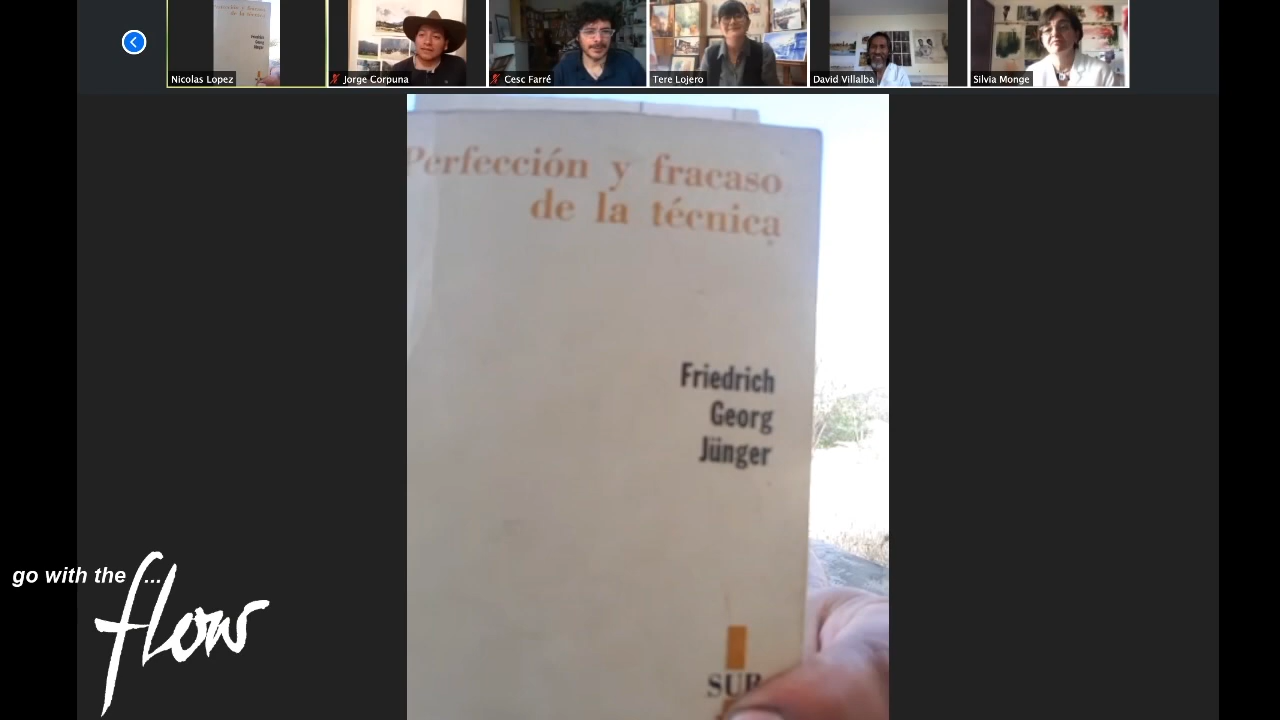 Nicolas Lopez
Jorge Corpuna
Cesc Farré
Tere Lojero
David Villalba
Silvia Monge
Perfección y fracaso
de la técnica
Friedrich
Georg
Jünger
SUR
go with the ...
flow